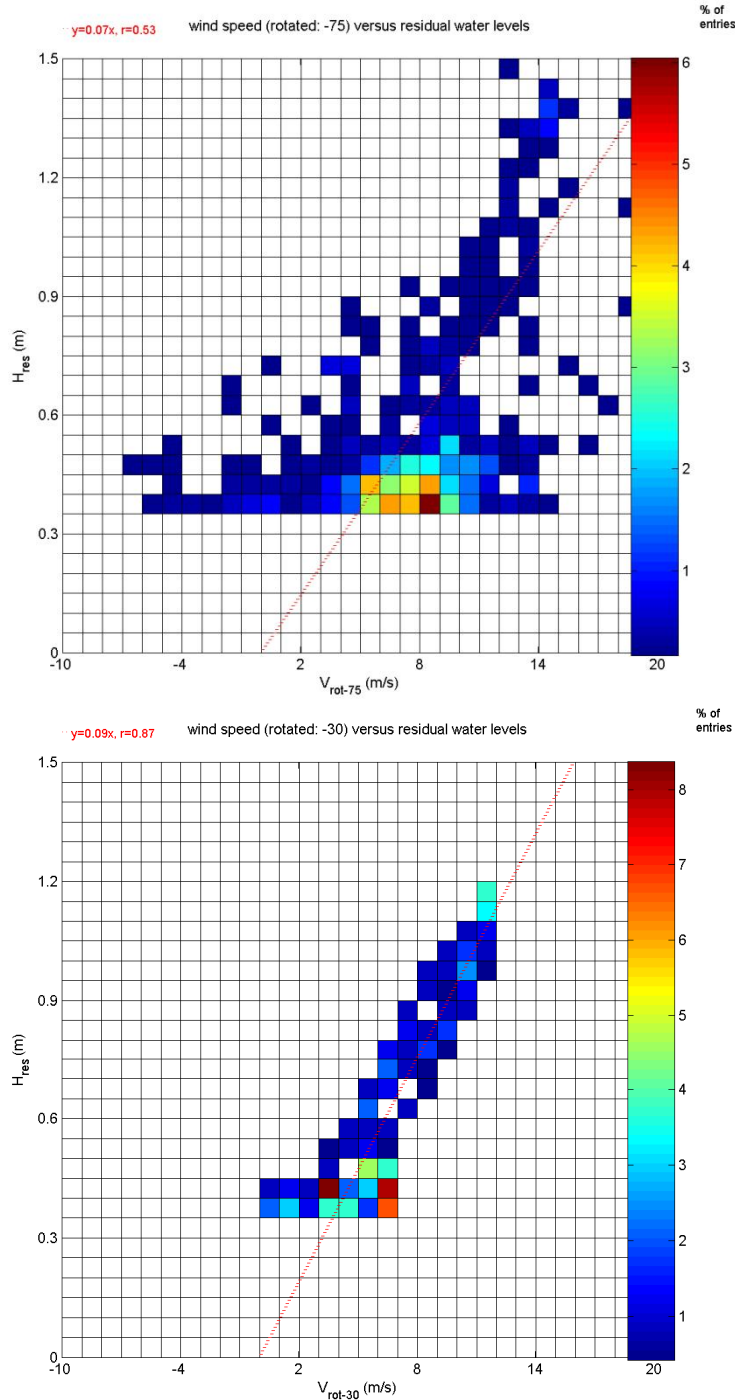 % of
entries
y=0.07x, r=0.53
wind speed (rotated: -75) versus residual water levels
1.5
1.2
0.9
0.6
0.3
0
H_res (m)
-10 -4 2 8 14 20
V_rot-75 (m/s)
6
5
4
3
2
1
% of
entries
y=0.09x, r=0.87
wind speed (rotated: -30) versus residual water levels
1.5
1.2
0.9
0.6
0.3
0
H_res (m)
-10 -4 2 8 14 20
V_rot-30 (m/s)
8
7
6
5
4
3
2
1